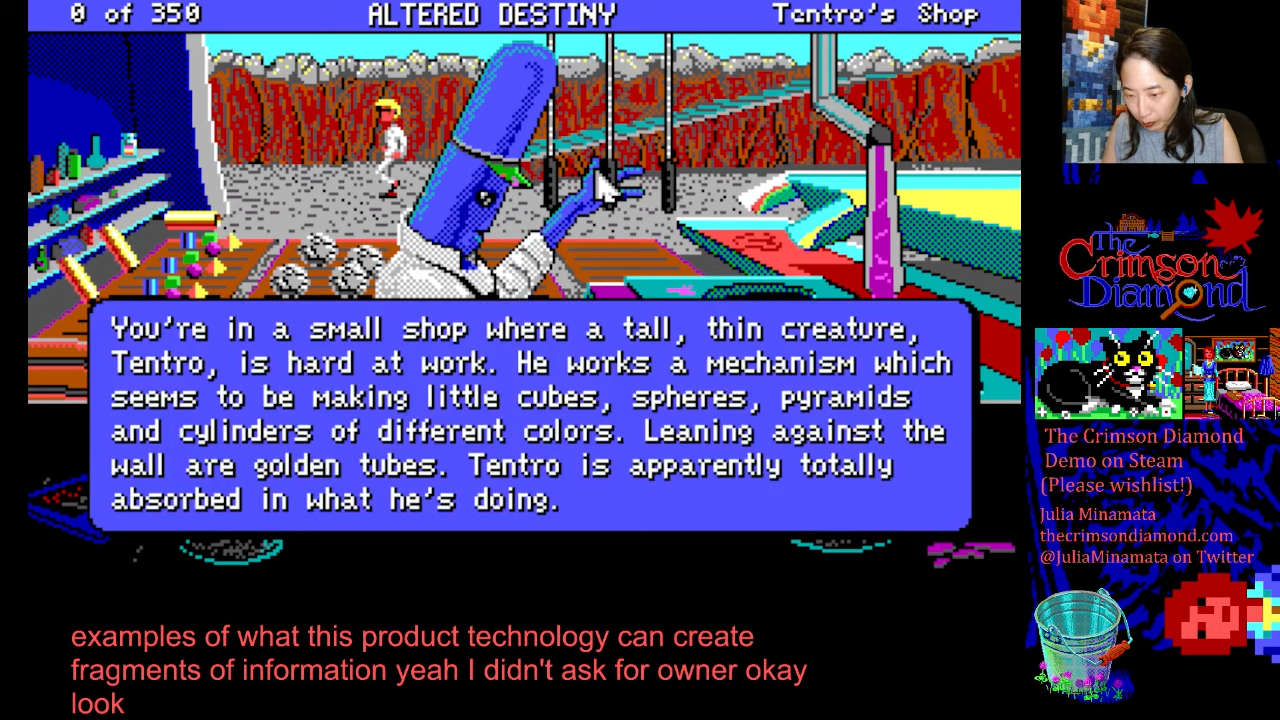 0 of 350
ALTERED DESTINY
Tentro's Shop
You're in a small shop where a tall, thin creature,
Tentro, is hard at work. He works a mechanism which
seems to be making little cubes, spheres, pyramids
and cylinders of different colors. Leaning against the
wall are golden tubes. Tentro is apparently totally
absorbed in what he's doing.
The
Crimson
Diamond
The Crimson Diamond
Demo on Steam
(Please wishlist!)
Julia Minamata
thecrimsondiamond.com
@JuliaMinamata on Twitter
examples of what this product technology can create
fragments of information yeah I didn't ask for owner okay
look